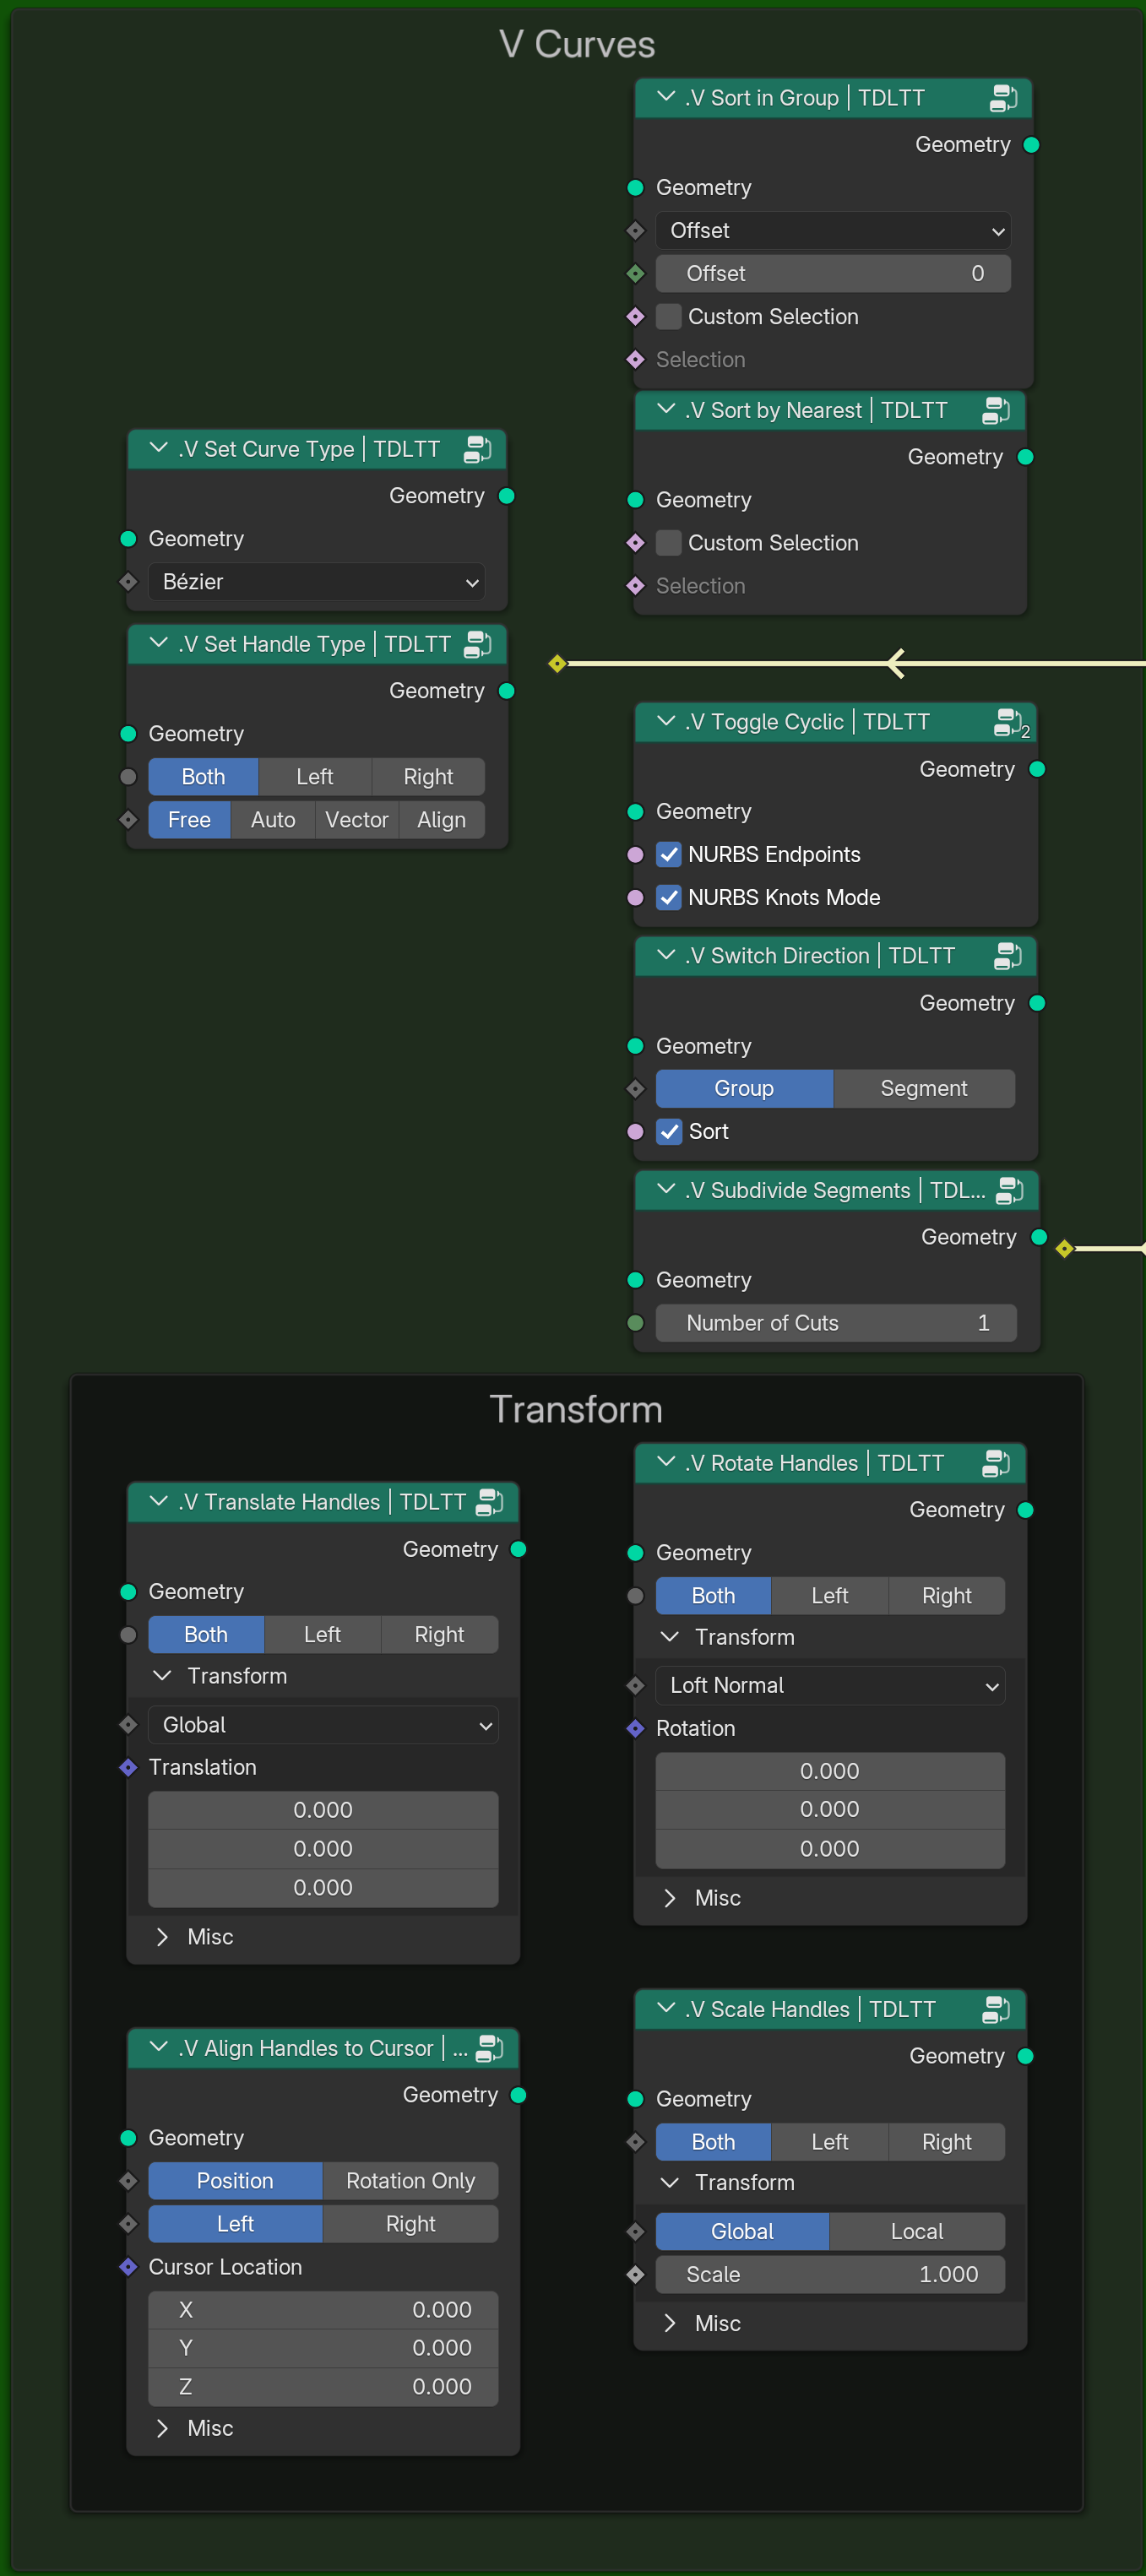 V Curves
.V Sort in Group | TDLTT
Geometry
Geometry
Offset
Offset 0
Custom Selection
Selection
.V Sort by Nearest | TDLTT
Geometry
Geometry
Custom Selection
Selection
.V Set Curve Type | TDLTT
Geometry
Geometry
Bézier
.V Set Handle Type | TDLTT
Geometry
Geometry
Both Left Right
Free Auto Vector Align
.V Toggle Cyclic | TDLTT 2
Geometry
Geometry
NURBS Endpoints
NURBS Knots Mode
.V Switch Direction | TDLTT
Geometry
Geometry
Group Segment
Sort
.V Subdivide Segments | TDL...
Geometry
Geometry
Number of Cuts 1
Transform
.V Translate Handles | TDLTT
Geometry
Geometry
Both Left Right
Transform
Global
Translation
0.000
0.000
0.000
Misc
.V Rotate Handles | TDLTT
Geometry
Geometry
Both Left Right
Transform
Loft Normal
Rotation
0.000
0.000
0.000
Misc
.V Align Handles to Cursor | ...
Geometry
Geometry
Position Rotation Only
Left Right
Cursor Location
X 0.000
Y 0.000
Z 0.000
Misc
.V Scale Handles | TDLTT
Geometry
Geometry
Both Left Right
Transform
Global Local
Scale 1.000
Misc